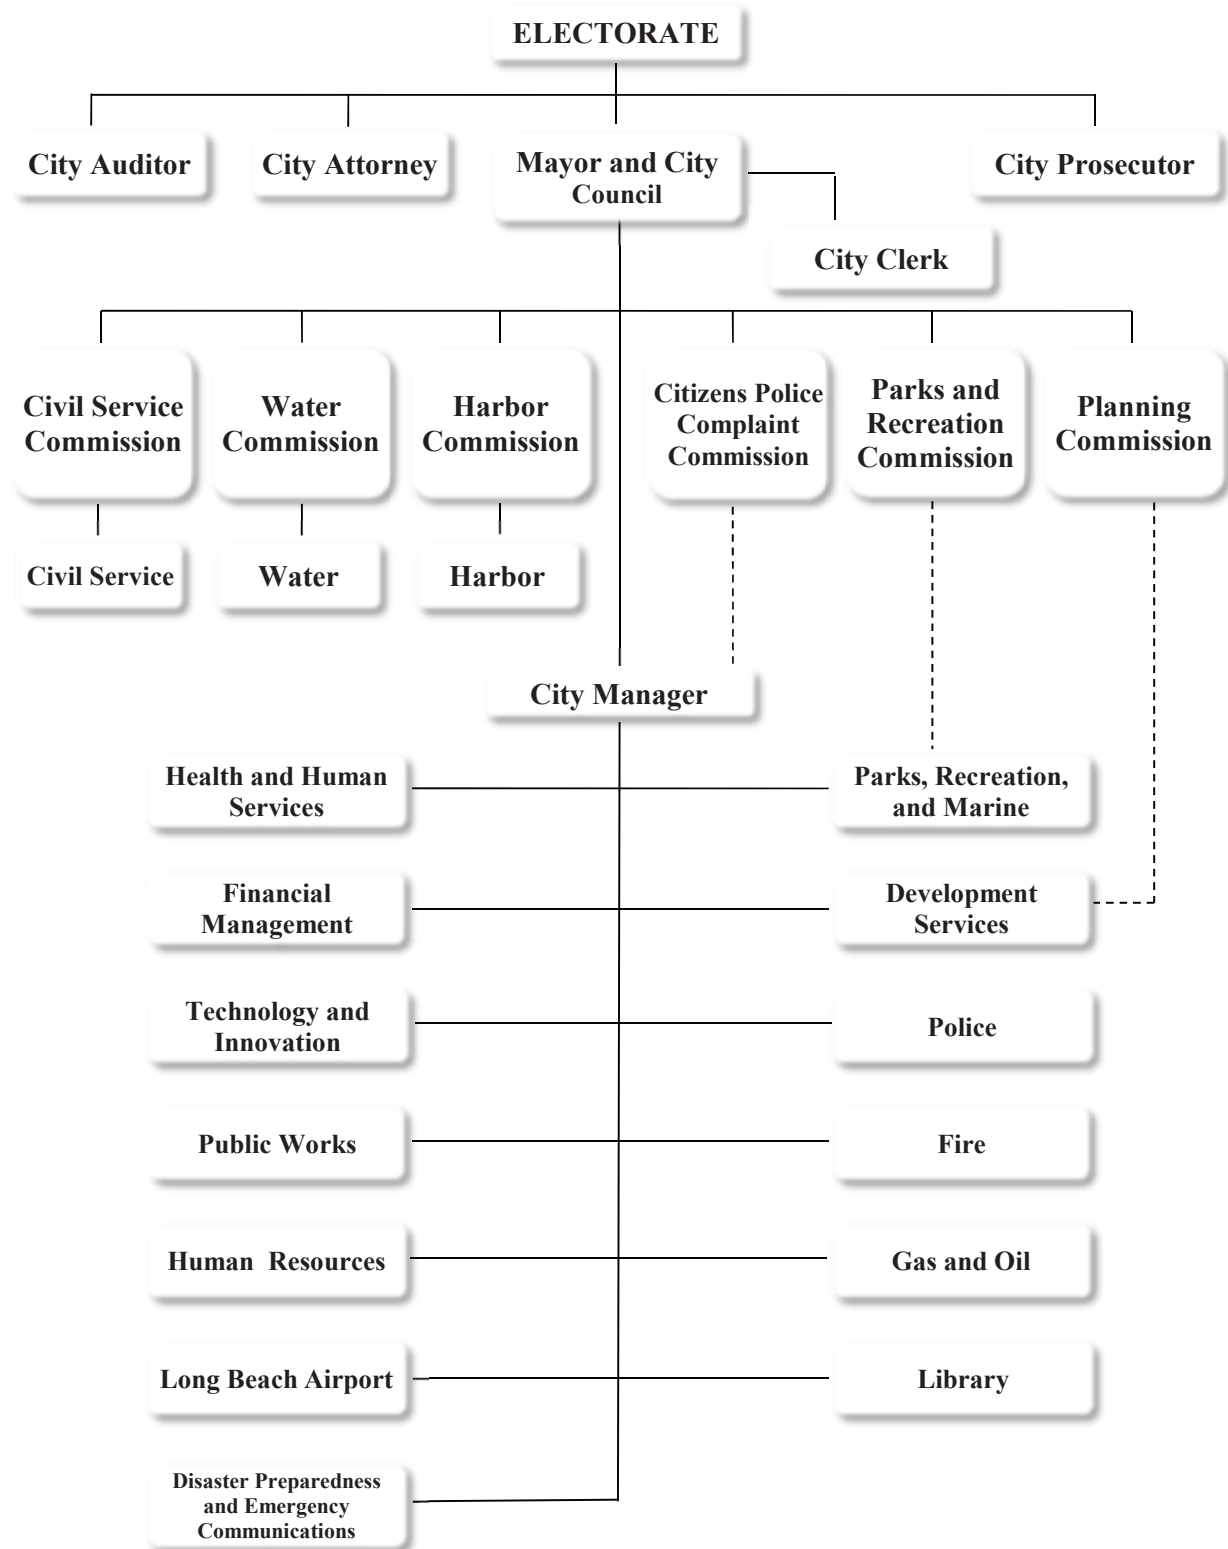 ELECTORATE
City Auditor
City Attorney
Mayor and City
Council
City Prosecutor
City Clerk
Civil Service
Commission
Water
Commission
Harbor
Commission
Citizens Police
Complaint
Commission
Parks and
Recreation
Commission
Planning
Commission
Civil Service
Water
Harbor
City Manager
Health and Human
Services
Parks, Recreation,
and Marine
Financial
Management
Development
Services
Technology and
Innovation
Police
Public Works
Fire
Human Resources
Gas and Oil
Long Beach Airport
Library
Disaster Preparedness
and Emergency
Communications